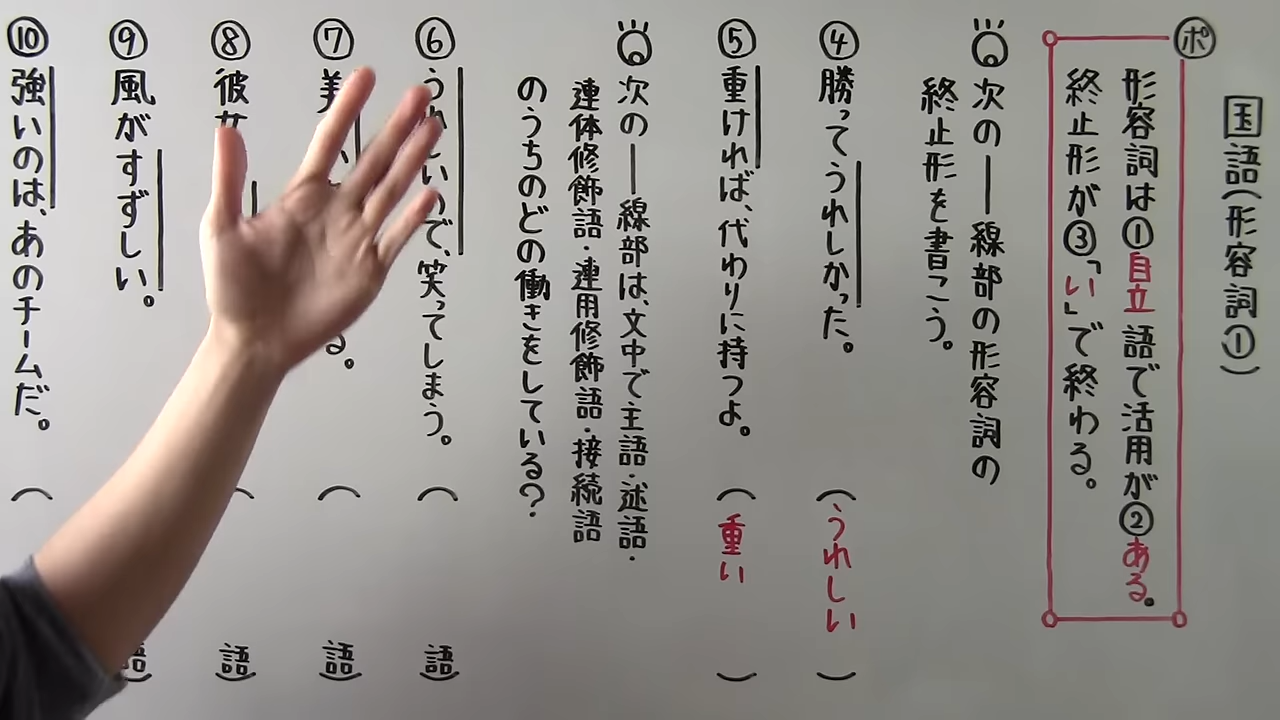 国語(形容詞①)
ポ
形容詞は①自立語で活用が②ある。
終止形が③「い」で終わる。
次の―線部の形容詞の
終止形を書こう。
④勝ってうれしかった。(うれしい)
⑤重ければ、代わりに持つよ。(重い)
次の―線部は、文中で主語・述語・
連体修飾語・連用修飾語・接続語
のうちのどの働きをしている?
⑥うれしいので、笑ってしまう。( 語)
⑦美 る。( 語)
⑧彼女 ( 語)
⑨風がすずしい。 語)
⑩強いのは、あのチームだ。(